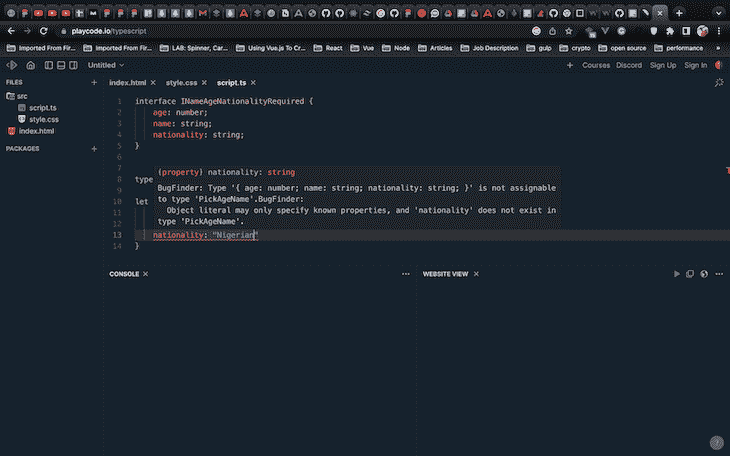 playcode.io/typescript
Imported From Fir...
Imported From Fir...
LAB: Spinner, Car...
Using Vue.js To Cr...
React
Vue
Node
Articles
Job Description
gulp
crypto
open source
performance
»
Untitled
+ Courses Discord Sign Up Sign In
FILES +
index.html × style.css × script.ts ×
src
script.ts
style.css
index.html
PACKAGES +
1 interface INameAgeNationalityRequired {
2 age: number;
3 name: string;
4 nationality: string;
5 }
6
7 (property) nationality: string
8 type
BugFinder: Type '{ age: number; name: string; nationality: string; }' is not assignable
9
to type 'PickAgeName'.BugFinder:
10 let
Object literal may only specify known properties, and 'nationality' does not exist in
11
type 'PickAgeName'.
12
13 nationality: "Nigerian"
14 }
CONSOLE × ...
WEBSITE VIEW × ...
?